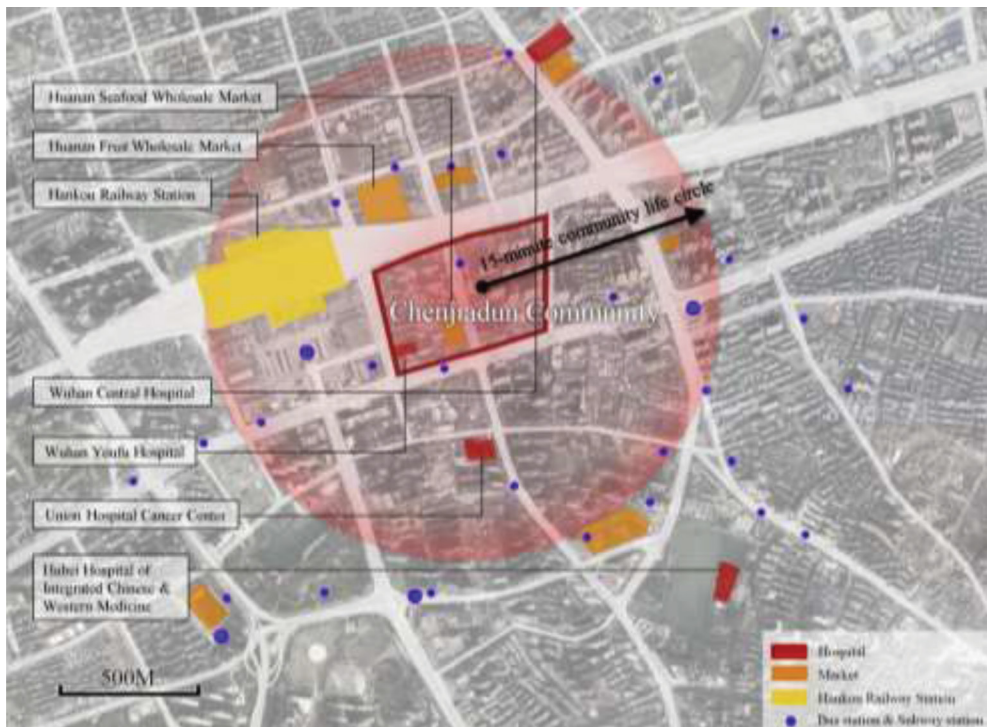 Huanan Seafood Wholesale Market
Huanan Fruit Wholesale Market
Hankou Railway Station
15-minute community life circle
Chenjiadun Community
Wuhan Central Hospital
Wuhan Youfu Hospital
Union Hospital Cancer Center
Hubei Hospital of
Integrated Chinese &
Western Medicine
500M
Hospital
Market
Hankou Railway Station
Bus station & Subway station